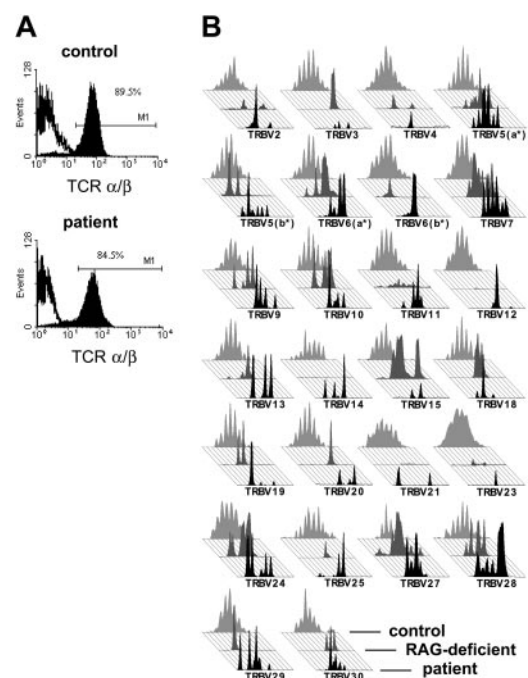 A
B
control
128
Events
0
89.5%
M1
10⁰ 10¹ 10² 10³ 10⁴
TCR α/β
patient
128
Events
0
84.5%
M1
10⁰ 10¹ 10² 10³ 10⁴
TCR α/β
TRBV2 TRBV3 TRBV4 TRBV5(a*)
TRBV5(b*) TRBV6(a*) TRBV6(b*) TRBV7
TRBV9 TRBV10 TRBV11 TRBV12
TRBV13 TRBV14 TRBV15 TRBV18
TRBV19 TRBV20 TRBV21 TRBV23
TRBV24 TRBV25 TRBV27 TRBV28
TRBV29 TRBV30
control
RAG-deficient
patient